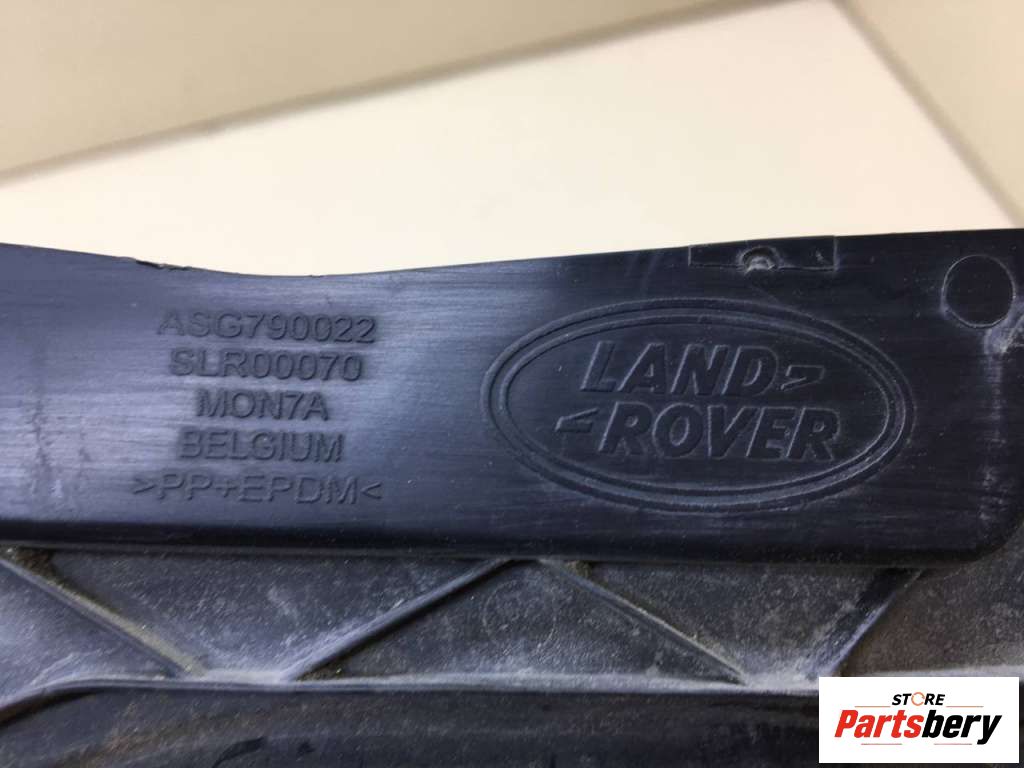 ASG790022
SLR00070
MON7A
BELGIUM
>PP+EPDM<
LAND
ROVER
STORE
Partsbery